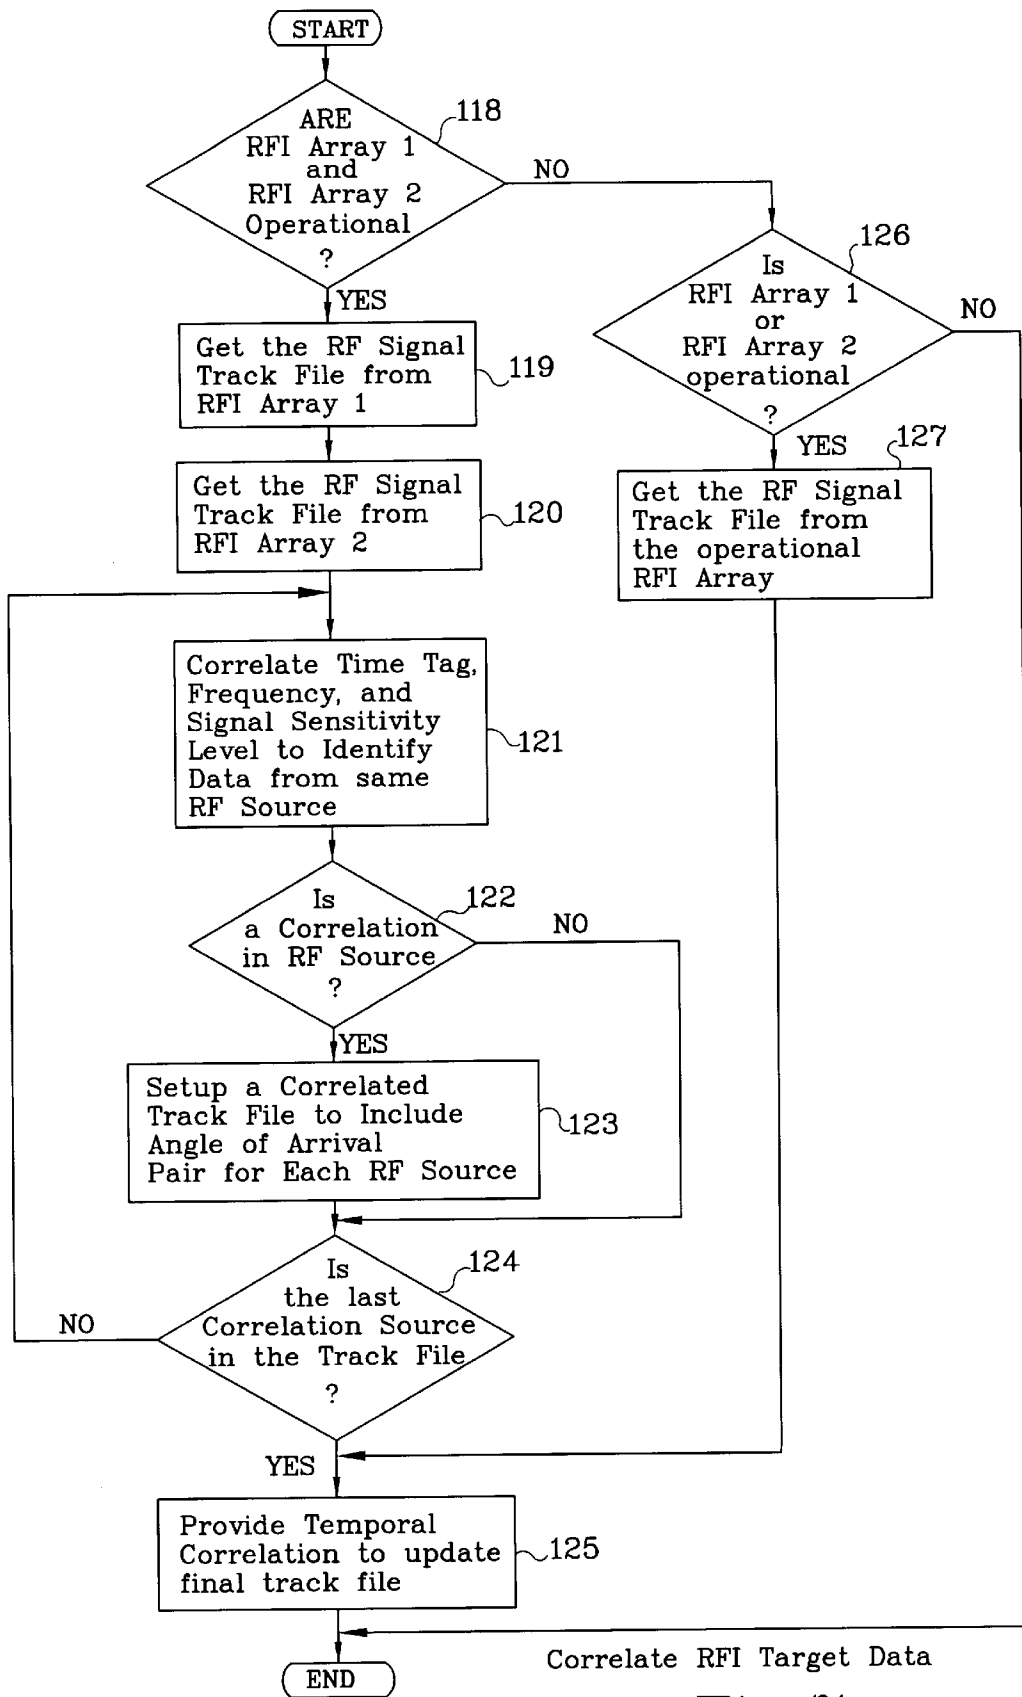 START
ARE
RFI Array 1
and
RFI Array 2
Operational
?
118
NO
YES
Get the RF Signal
Track File from
RFI Array 1
119
Get the RF Signal
Track File from
RFI Array 2
120
Is
RFI Array 1
or
RFI Array 2
operational
?
126
NO
YES
127
Get the RF Signal
Track File from
the operational
RFI Array
Correlate Time Tag,
Frequency, and
Signal Sensitivity
Level to Identify
Data from same
RF Source
121
Is
a Correlation
in RF Source
?
122
NO
YES
Setup a Correlated
Track File to Include
Angle of Arrival
Pair for Each RF Source
123
Is
the last
Correlation Source
in the Track File
?
124
NO
YES
Provide Temporal
Correlation to update
final track file
125
END
Correlate RFI Target Data